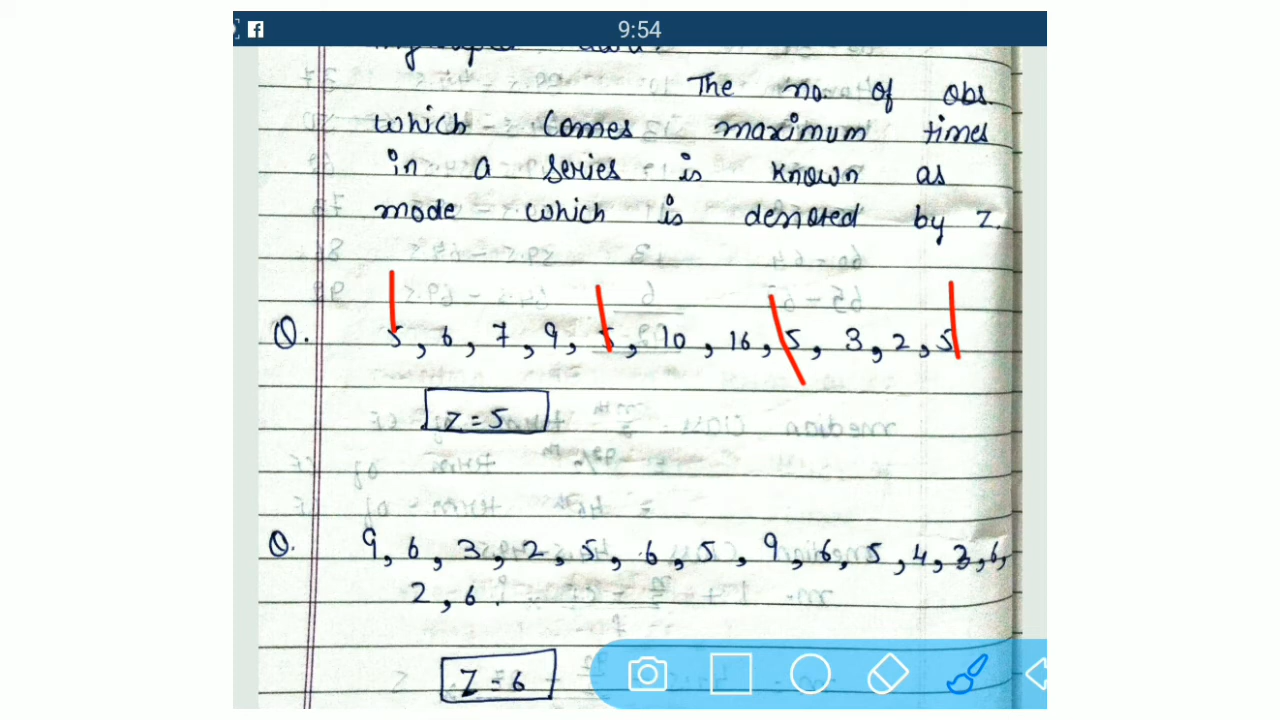 9:54
The no. of obs.
which comes maximum times
in a series is known as
mode which is denoted by Z.
Q. 5, 6, 7, 9, 5, 10, 16, 5, 3, 2, 5
Z = 5
Q. 9, 6, 3, 2, 5, 6, 5, 9, 6, 5, 4, 3, 6,
2, 6.
Z = 6